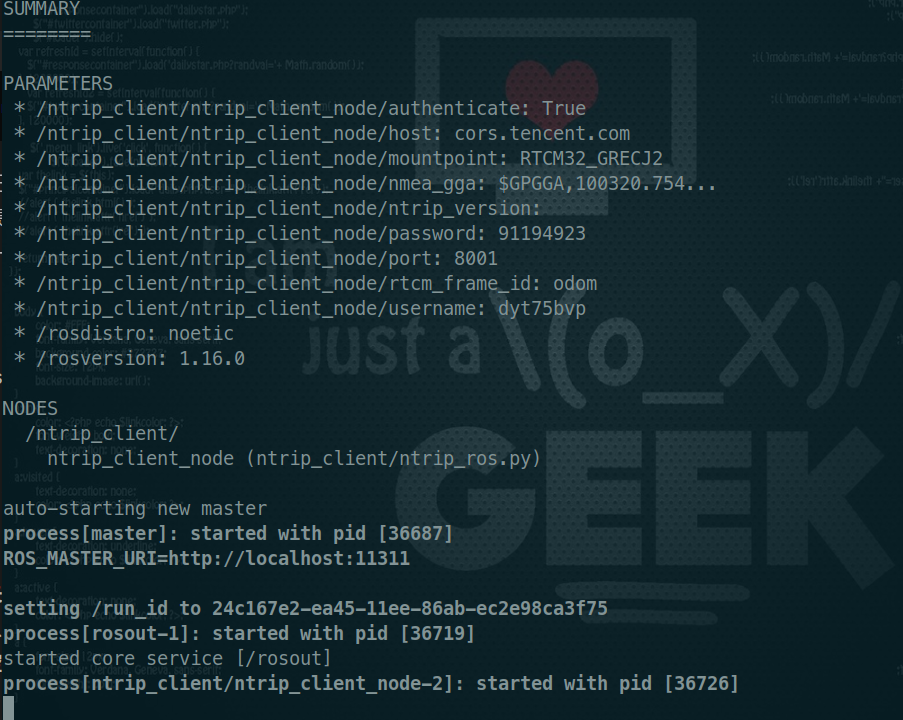 SUMMARY
========
PARAMETERS
* /ntrip_client/ntrip_client_node/authenticate: True
* /ntrip_client/ntrip_client_node/host: cors.tencent.com
* /ntrip_client/ntrip_client_node/mountpoint: RTCM32_GRECJ2
* /ntrip_client/ntrip_client_node/nmea_gga: $GPGGA,100320.754...
* /ntrip_client/ntrip_client_node/ntrip_version:
* /ntrip_client/ntrip_client_node/password: 91194923
* /ntrip_client/ntrip_client_node/port: 8001
* /ntrip_client/ntrip_client_node/rtcm_frame_id: odom
* /ntrip_client/ntrip_client_node/username: dyt75bvp
* /rosdistro: noetic
* /rosversion: 1.16.0
NODES
/ntrip_client/
ntrip_client_node (ntrip_client/ntrip_ros.py)
auto-starting new master
process[master]: started with pid [36687]
ROS_MASTER_URI=http://localhost:11311
setting /run_id to 24c167e2-ea45-11ee-86ab-ec2e98ca3f75
process[rosout-1]: started with pid [36719]
started core service [/rosout]
process[ntrip_client/ntrip_client_node-2]: started with pid [36726]
I am
just a \(o_X)/
GEEK